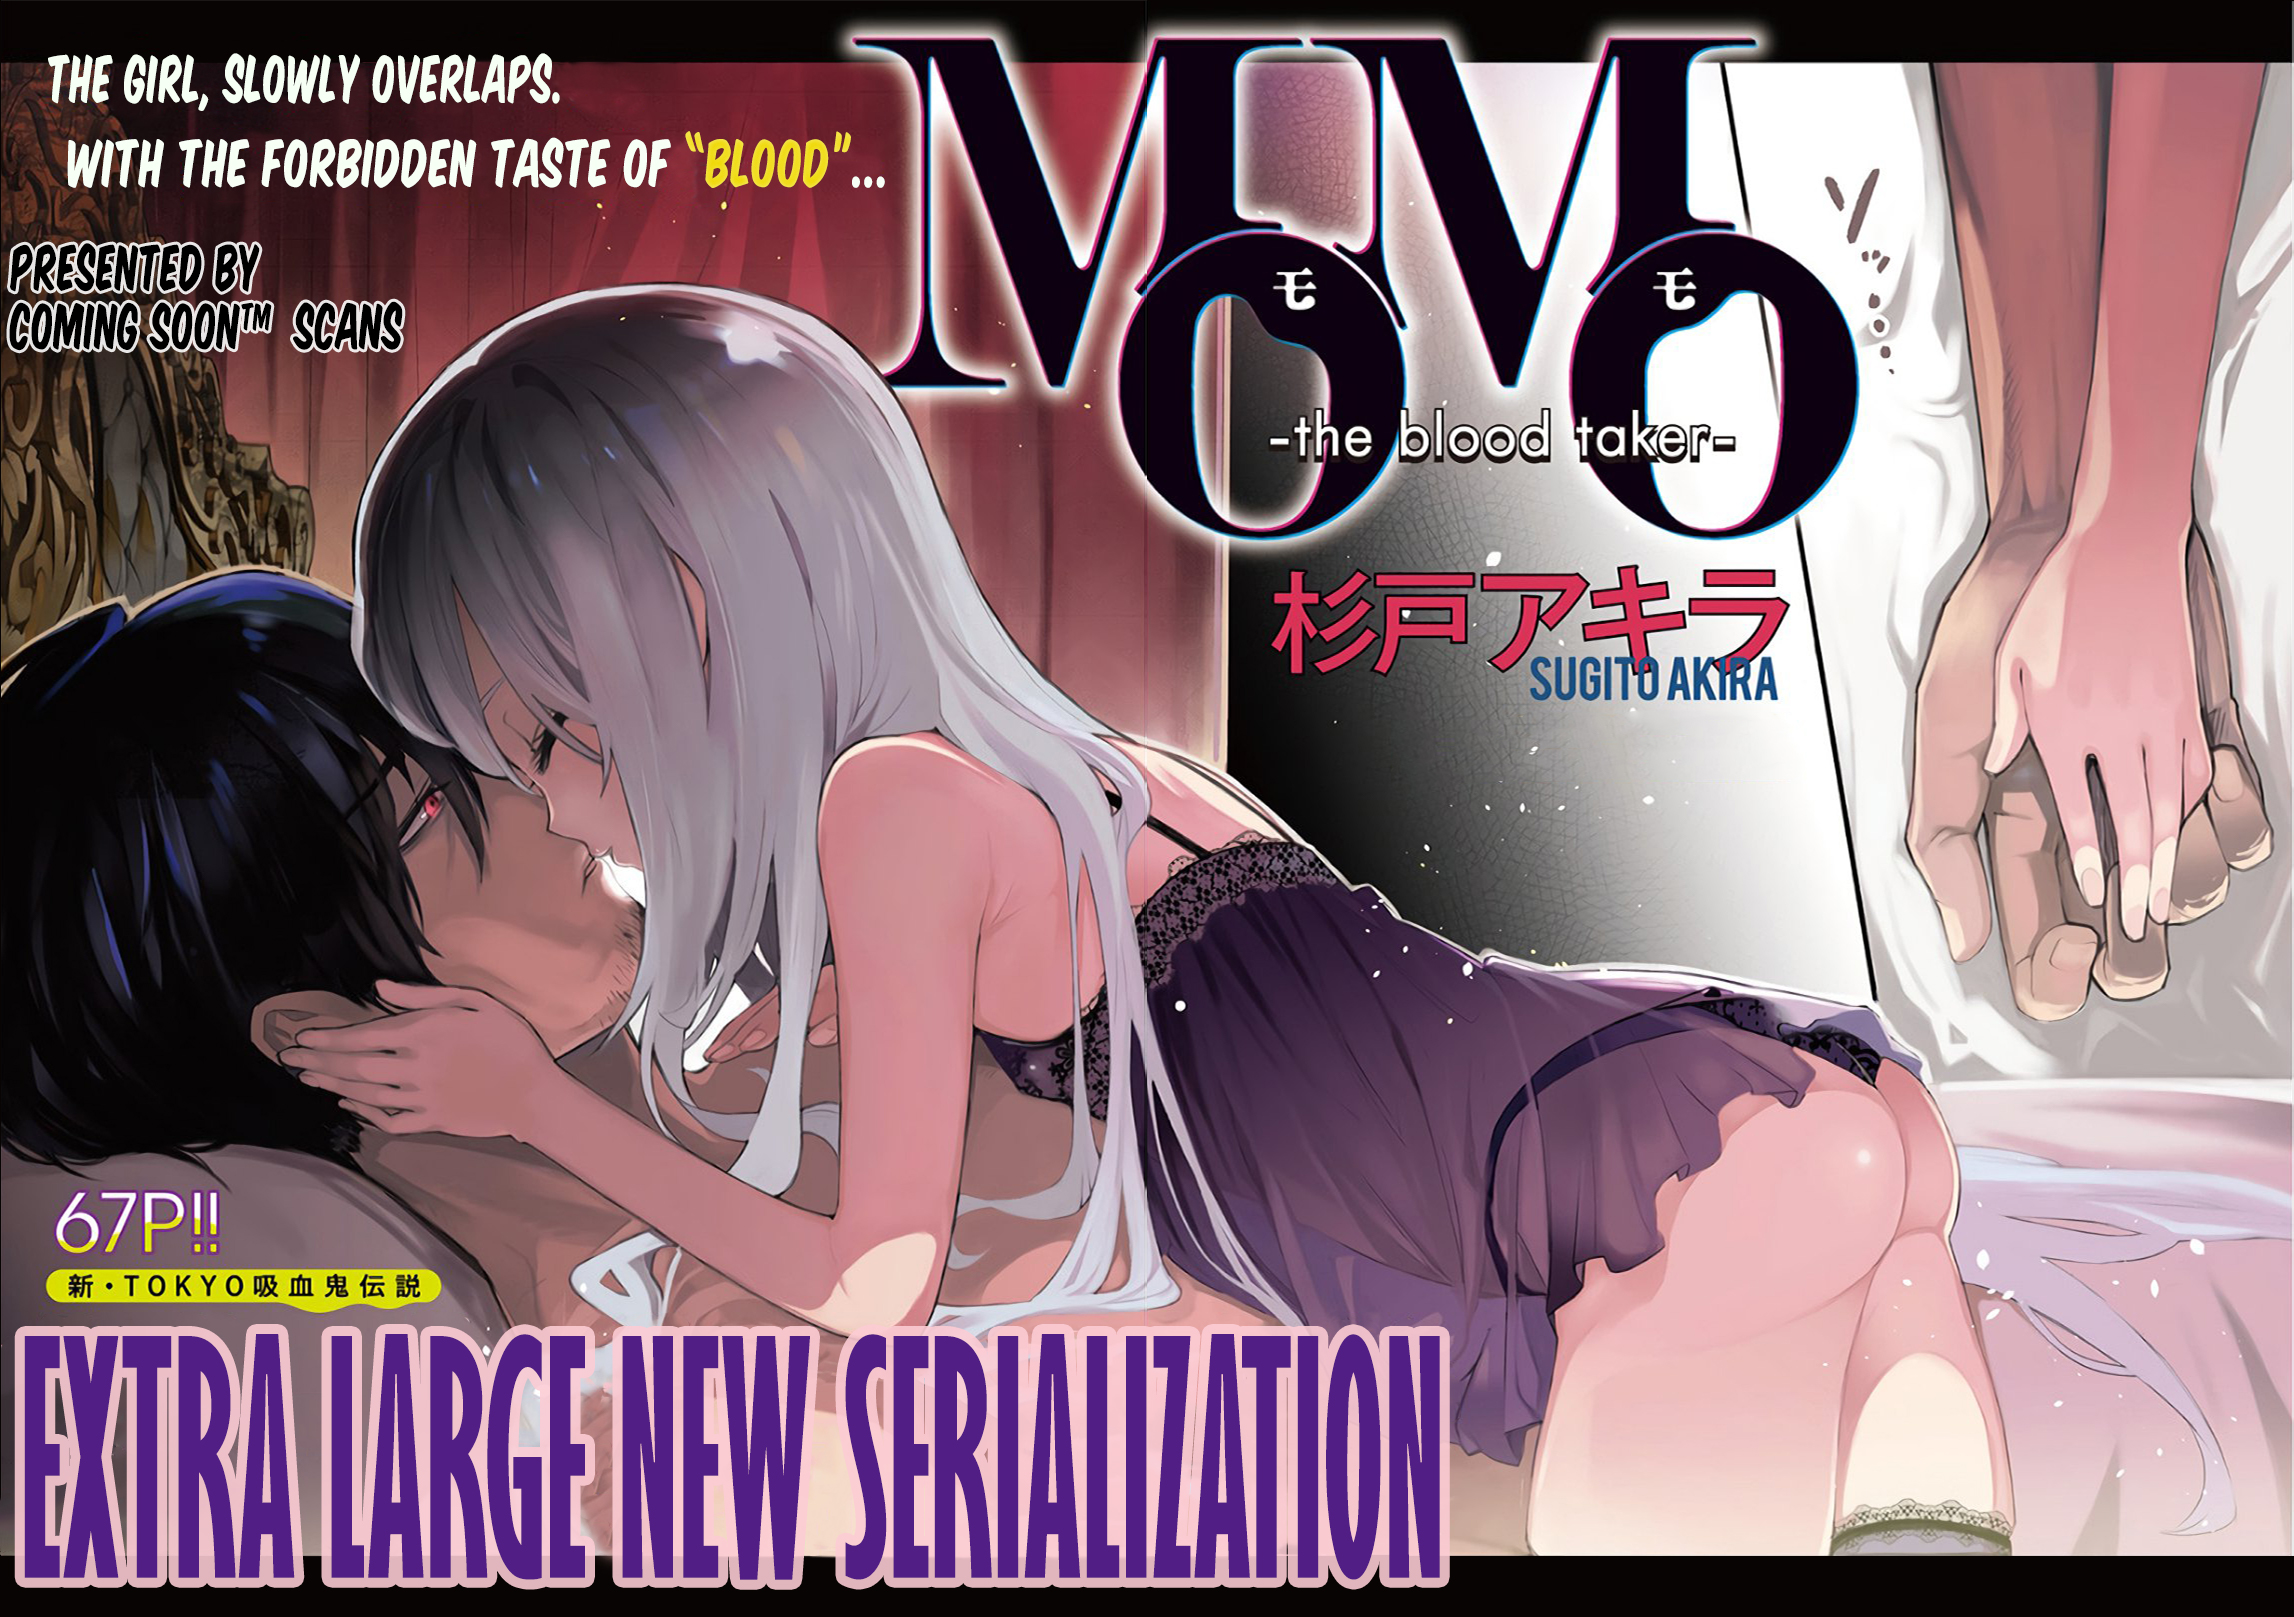 THE GIRL, SLOWLY OVERLAPS.
WITH THE FORBIDDEN TASTE OF "BLOOD"...
PRESENTED BY
COMING SOON™ SCANS
MOMO
モ モ
-the blood taker-
杉戸アキラ
SUGITO AKIRA
67P!!
新・TOKYO吸血鬼伝説
EXTRA LARGE NEW SERIALIZATION